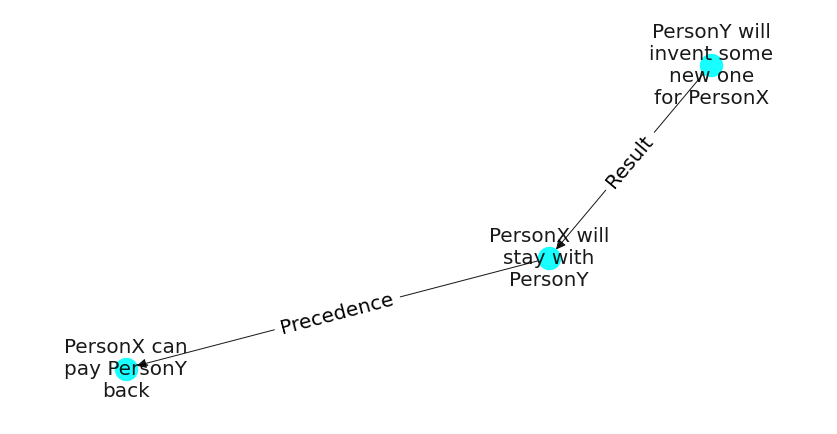 PersonY will
invent some
new one
for PersonX
Result
PersonX will
stay with
PersonY
Precedence
PersonX can
pay PersonY
back